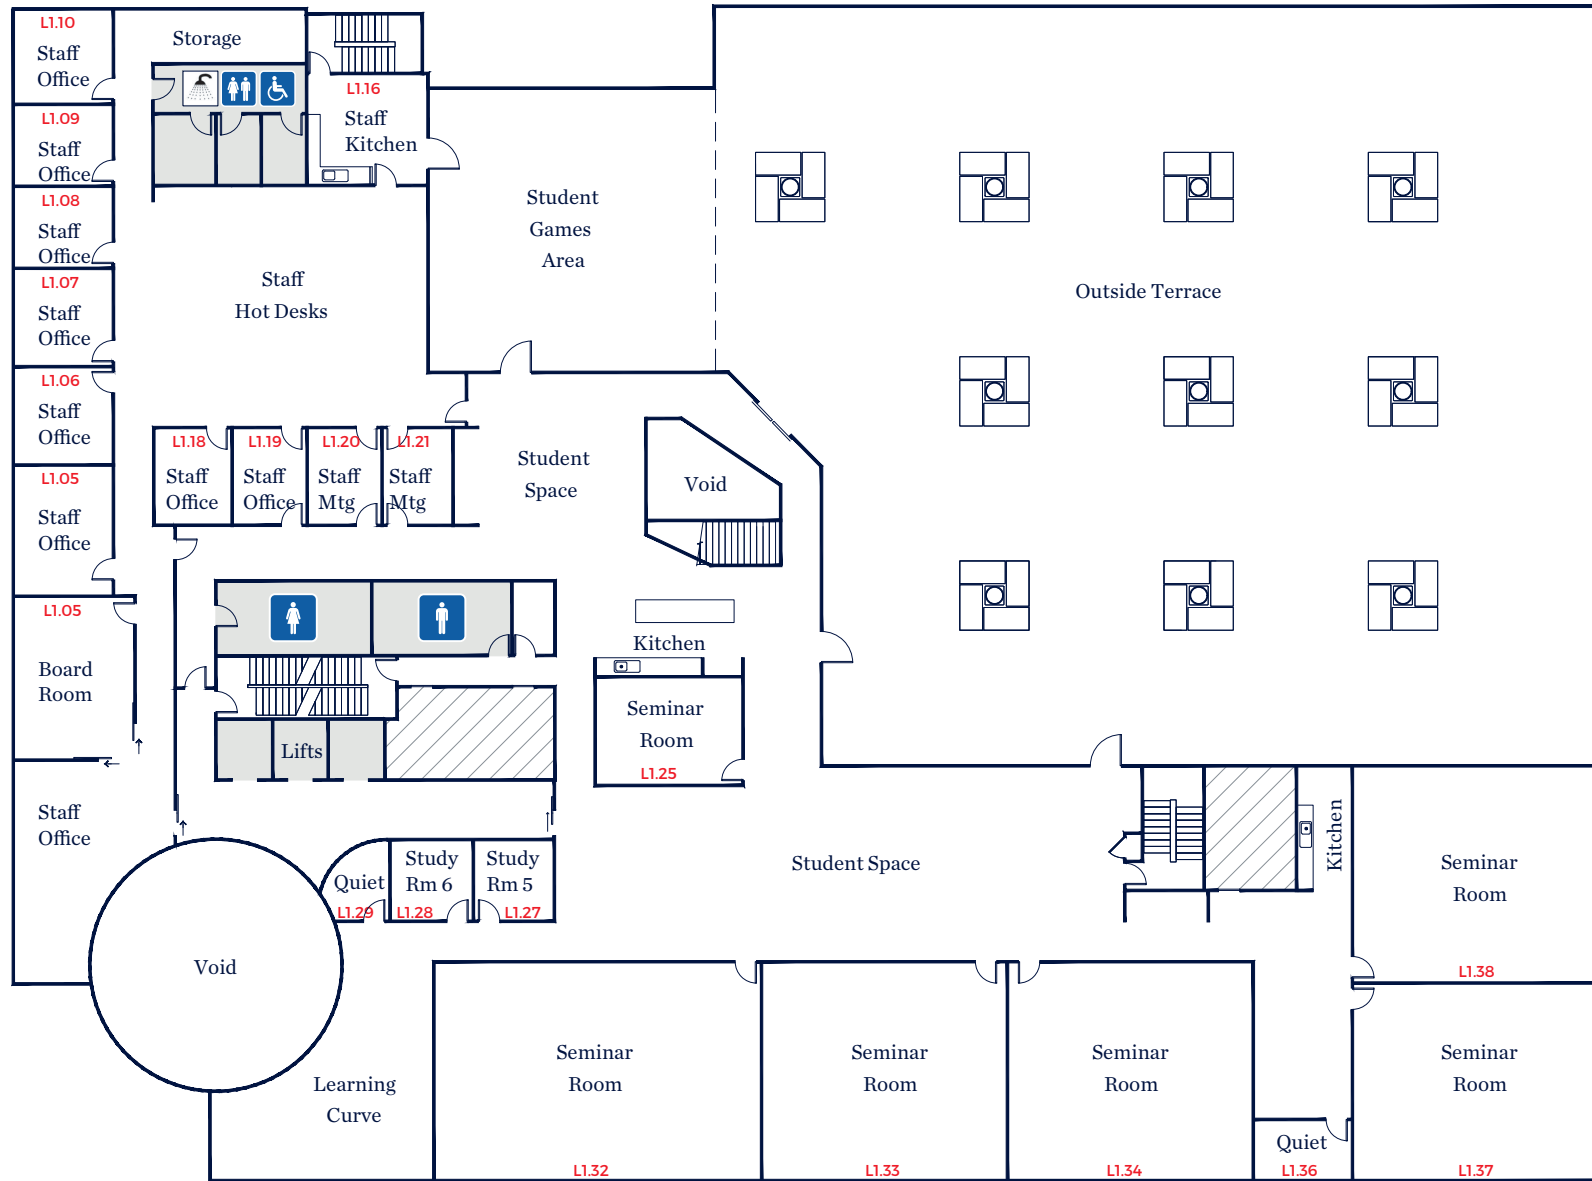 L1.10
Staff
Office
Storage
L1.09
Staff
Office
L1.16
Staff
Kitchen
L1.08
Staff
Office
Student
Games
Area
L1.07
Staff
Office
Staff
Hot Desks
Outside Terrace
L1.06
Staff
Office
L1.05
Staff
Office
L1.18
Staff
Office
L1.19
Staff
Office
L1.20
Staff
Mtg
L1.21
Staff
Mtg
Student
Space
Void
L1.05
Board
Room
Kitchen
Seminar
Room
L1.25
Lifts
Staff
Office
Quiet
L1.29
Study
Rm 6
L1.28
Study
Rm 5
L1.27
Student Space
Kitchen
Seminar
Room
L1.38
Void
Learning
Curve
Seminar
Room
L1.32
Seminar
Room
L1.33
Seminar
Room
L1.34
Quiet
L1.36
Seminar
Room
L1.37